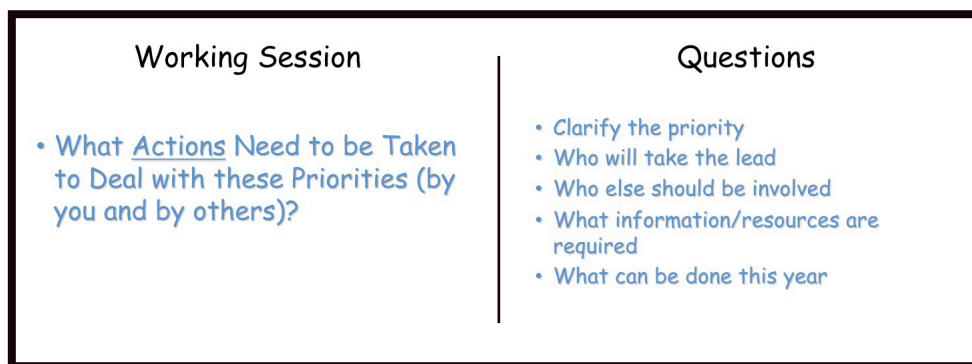 Working Session
• What Actions Need to be Taken
to Deal with these Priorities (by
you and by others)?
Questions
• Clarify the priority
• Who will take the lead
• Who else should be involved
• What information/resources are
required
• What can be done this year